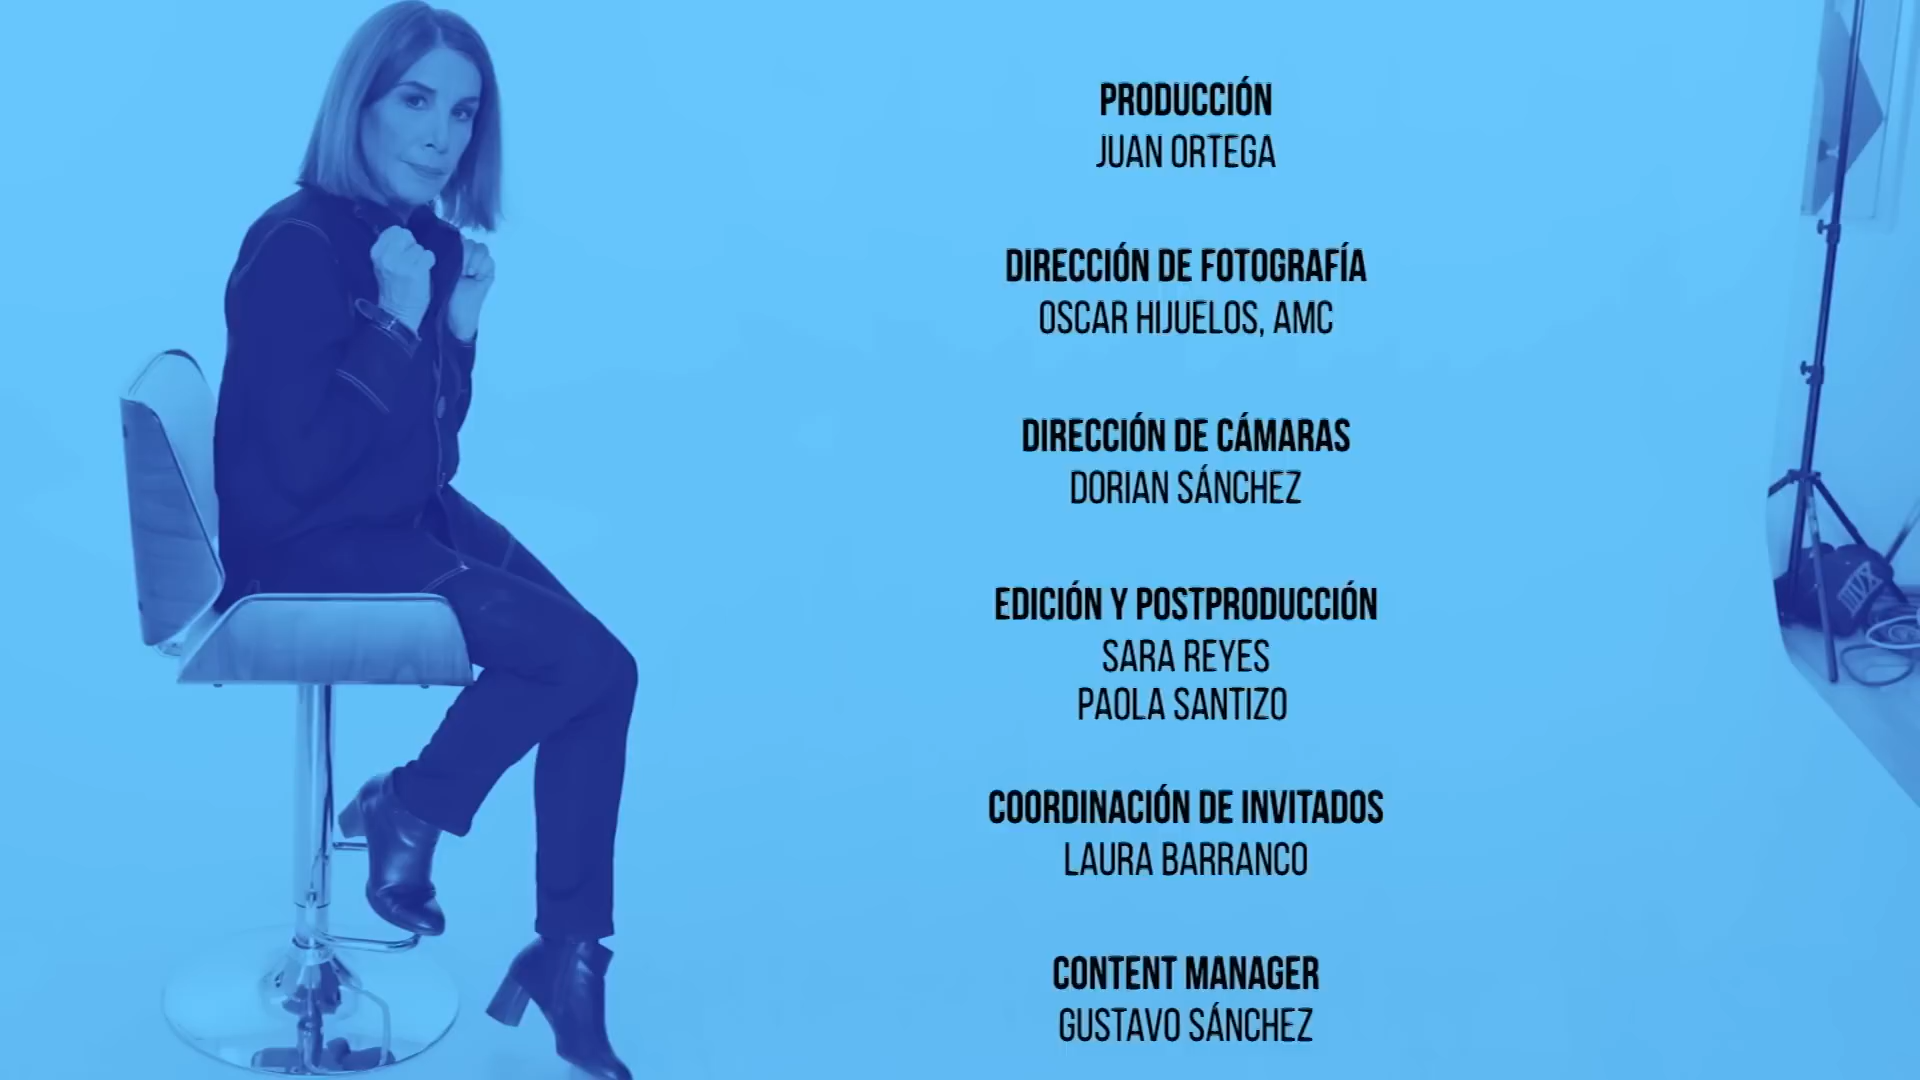 PRODUCCIÓN
JUAN ORTEGA
DIRECCIÓN DE FOTOGRAFÍA
OSCAR HIJUELOS, AMC
DIRECCIÓN DE CÁMARAS
DORIAN SÁNCHEZ
EDICIÓN Y POSTPRODUCCIÓN
SARA REYES
PAOLA SANTIZO
COORDINACIÓN DE INVITADOS
LAURA BARRANCO
CONTENT MANAGER
GUSTAVO SÁNCHEZ